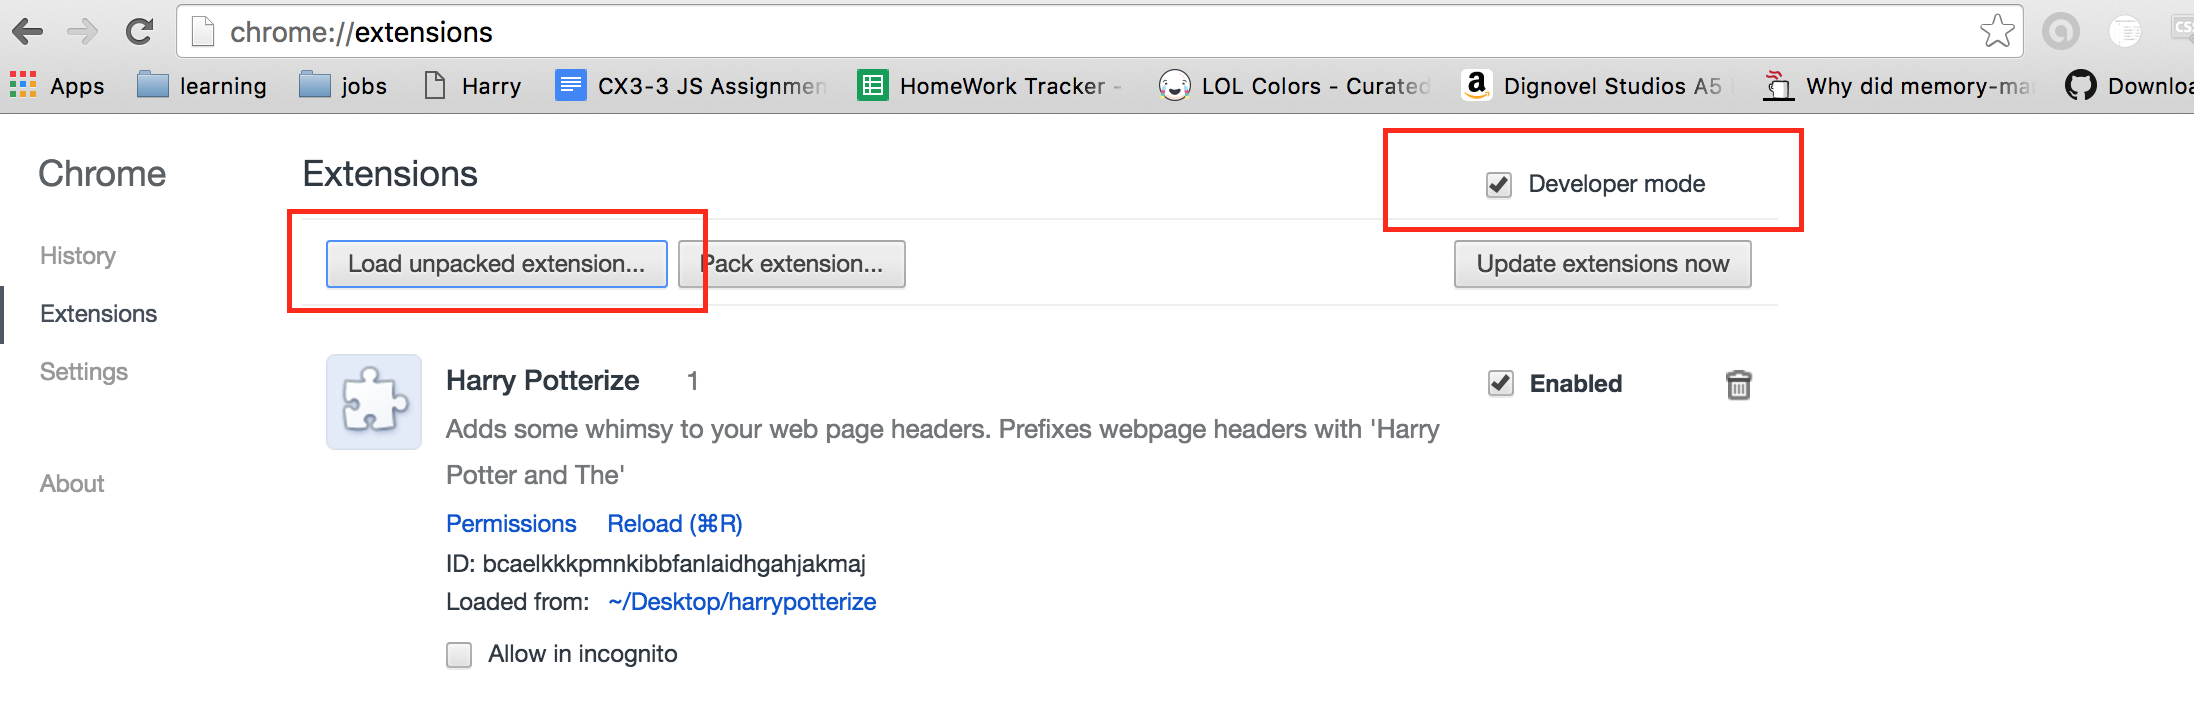 chrome://extensions
Apps learning jobs Harry CX3-3 JS Assignmen HomeWork Tracker - LOL Colors - Curated Dignovel Studios A5 Why did memory-ma Downloa
Chrome
Extensions
Developer mode
History
Load unpacked extension...
Pack extension...
Update extensions now
Extensions
Settings
About
Harry Potterize 1
Enabled
Adds some whimsy to your web page headers. Prefixes webpage headers with 'Harry
Potter and The'
Permissions Reload (⌘R)
ID: bcaelkkkpmnkibbfanlaidhgahjakmaj
Loaded from: ~/Desktop/harrypotterize
Allow in incognito